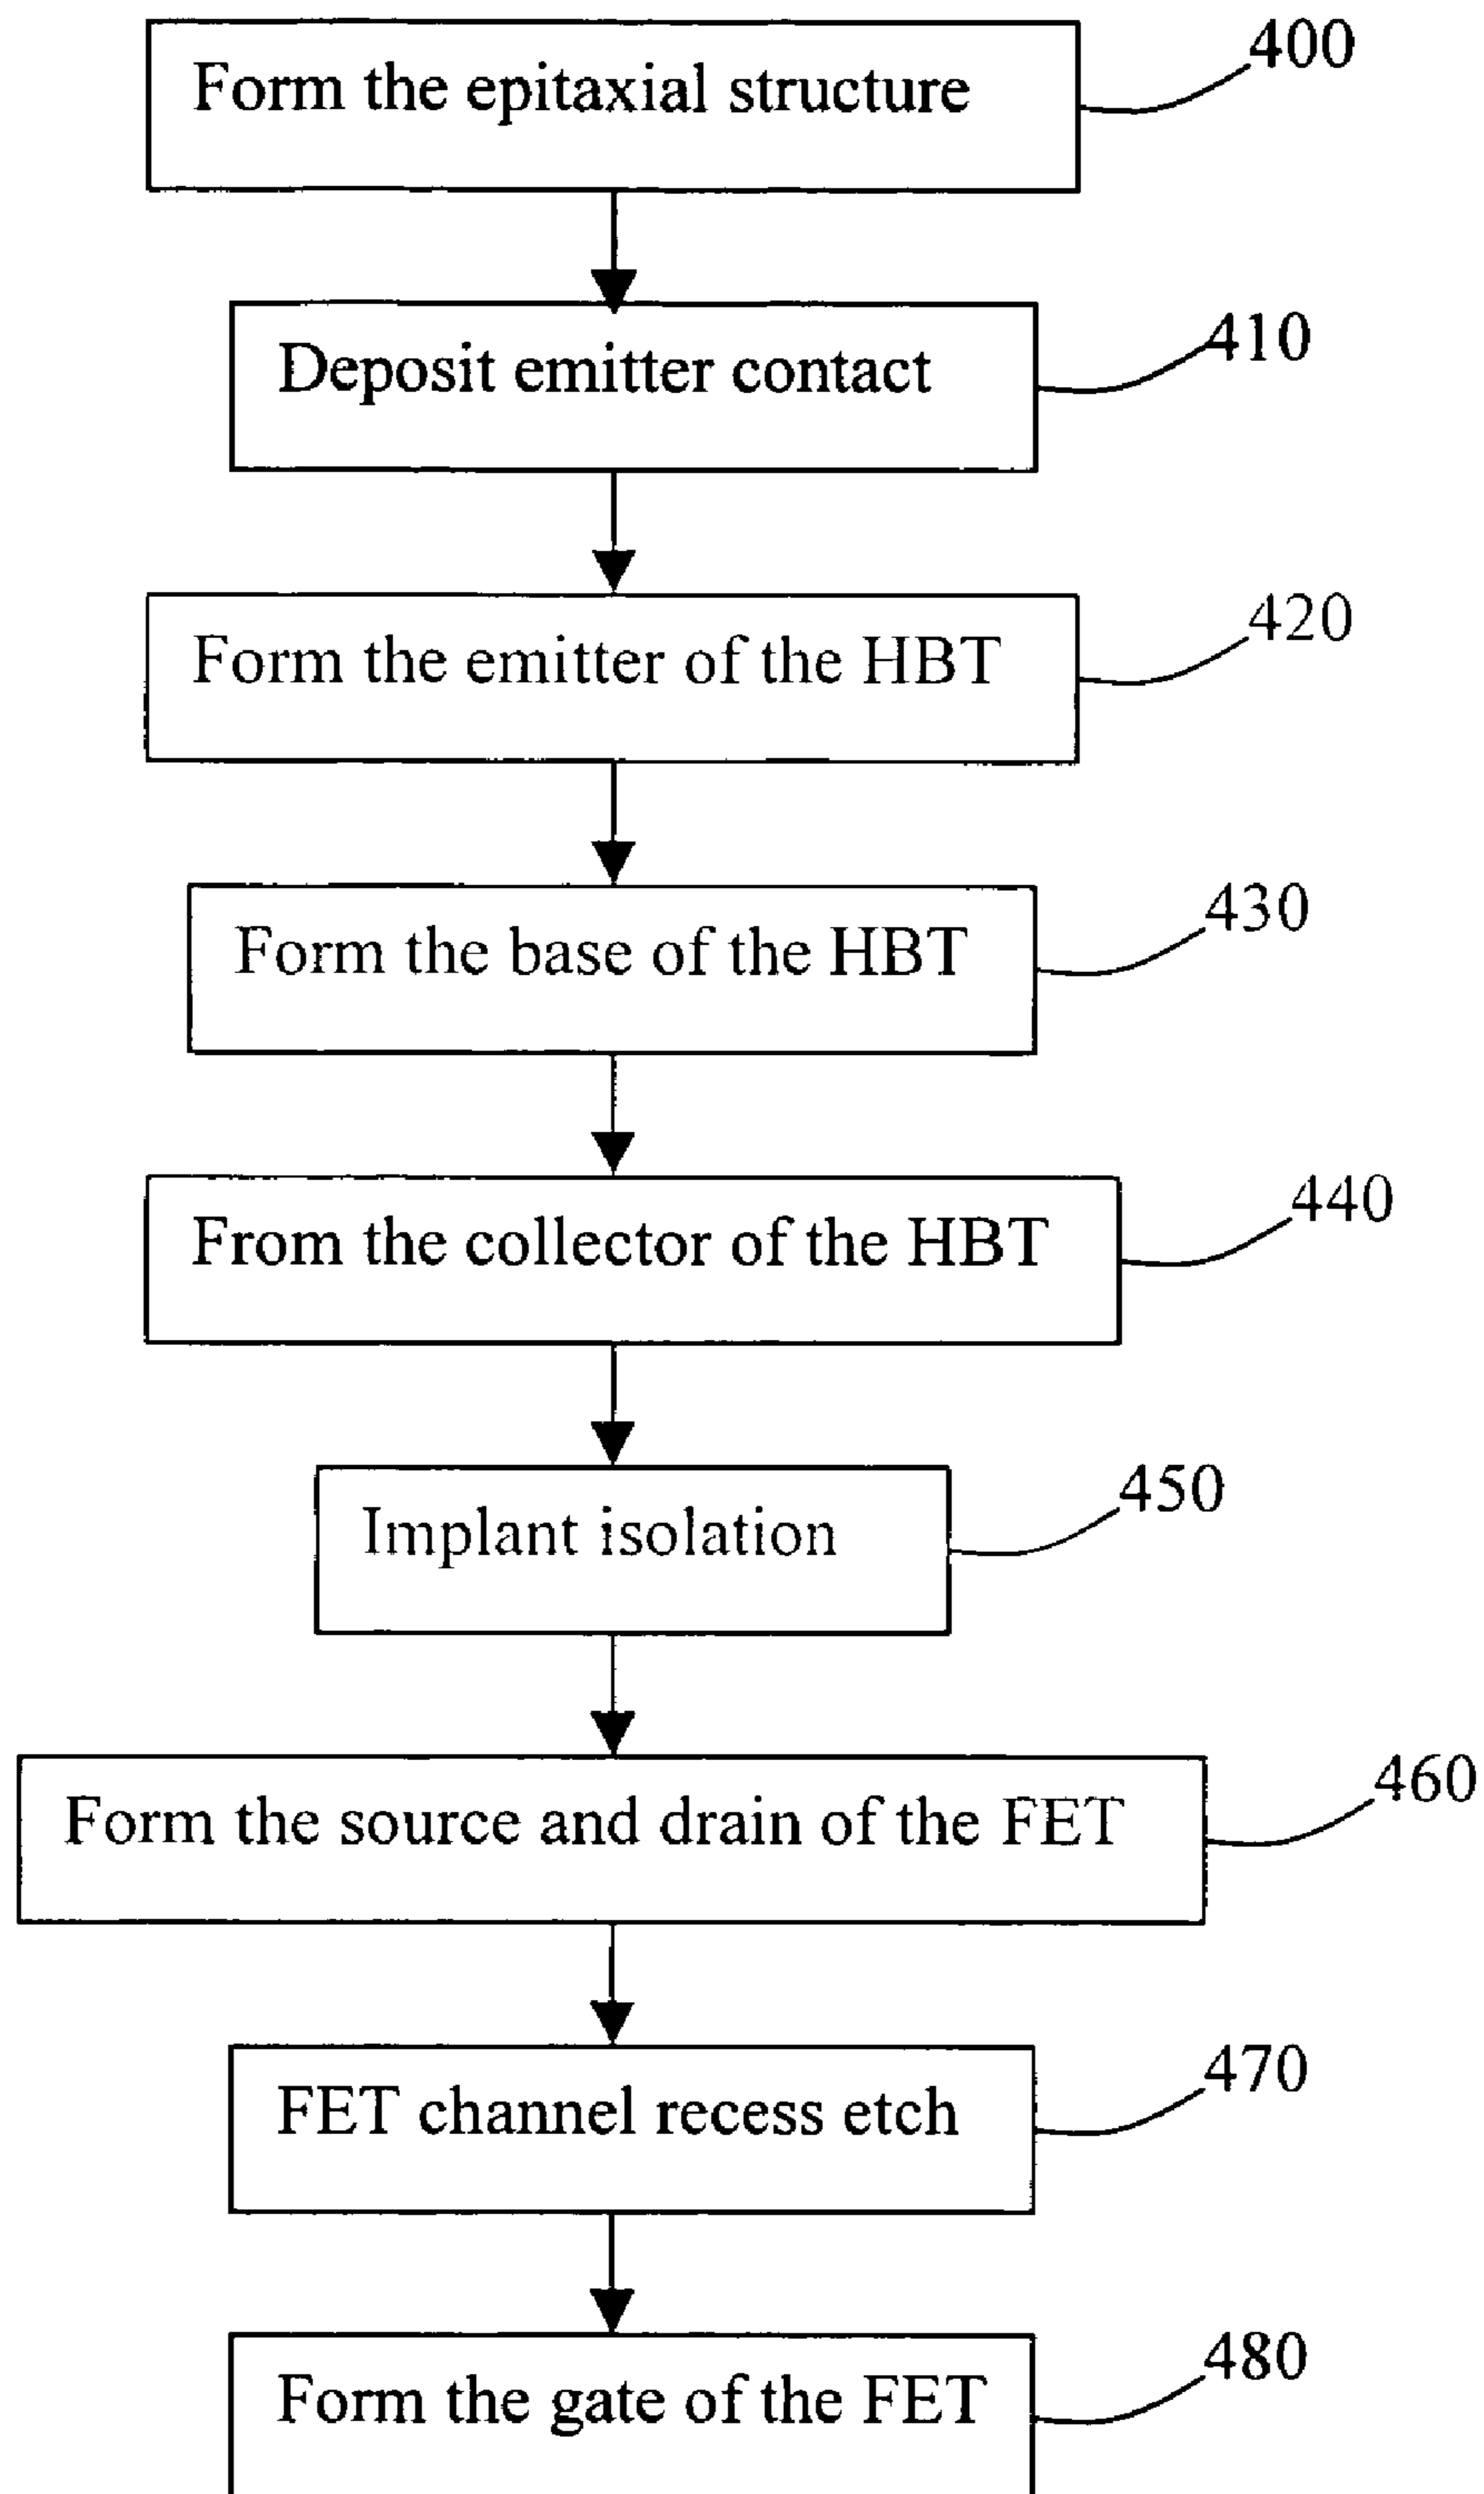 Form the epitaxial structure
400
Deposit emitter contact
410
Form the emitter of the HBT
420
Form the base of the HBT
430
From the collector of the HBT
440
Implant isolation
450
Form the source and drain of the FET
460
FET channel recess etch
470
Form the gate of the FET
480